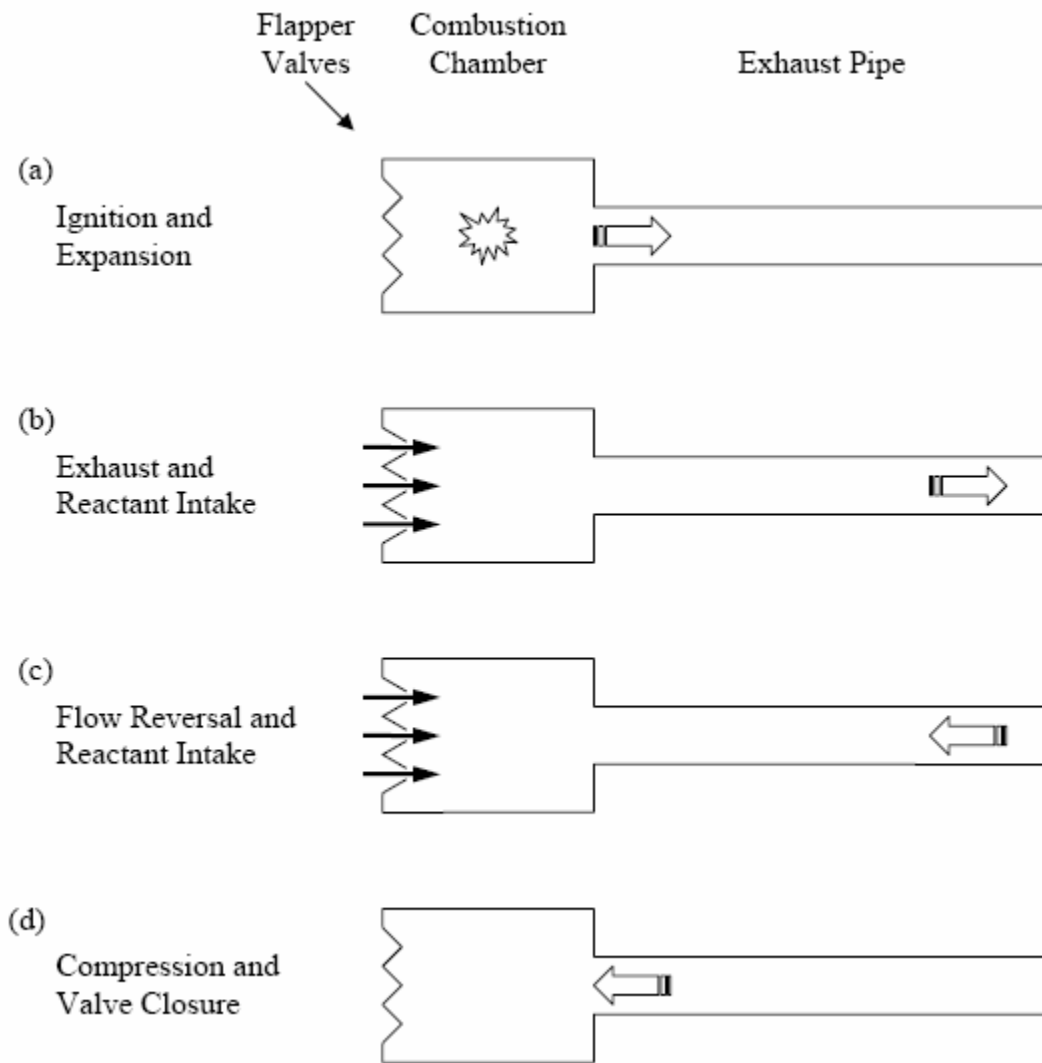 Flapper
Valves
Combustion
Chamber
Exhaust Pipe
(a)
Ignition and
Expansion
(b)
Exhaust and
Reactant Intake
(c)
Flow Reversal and
Reactant Intake
(d)
Compression and
Valve Closure